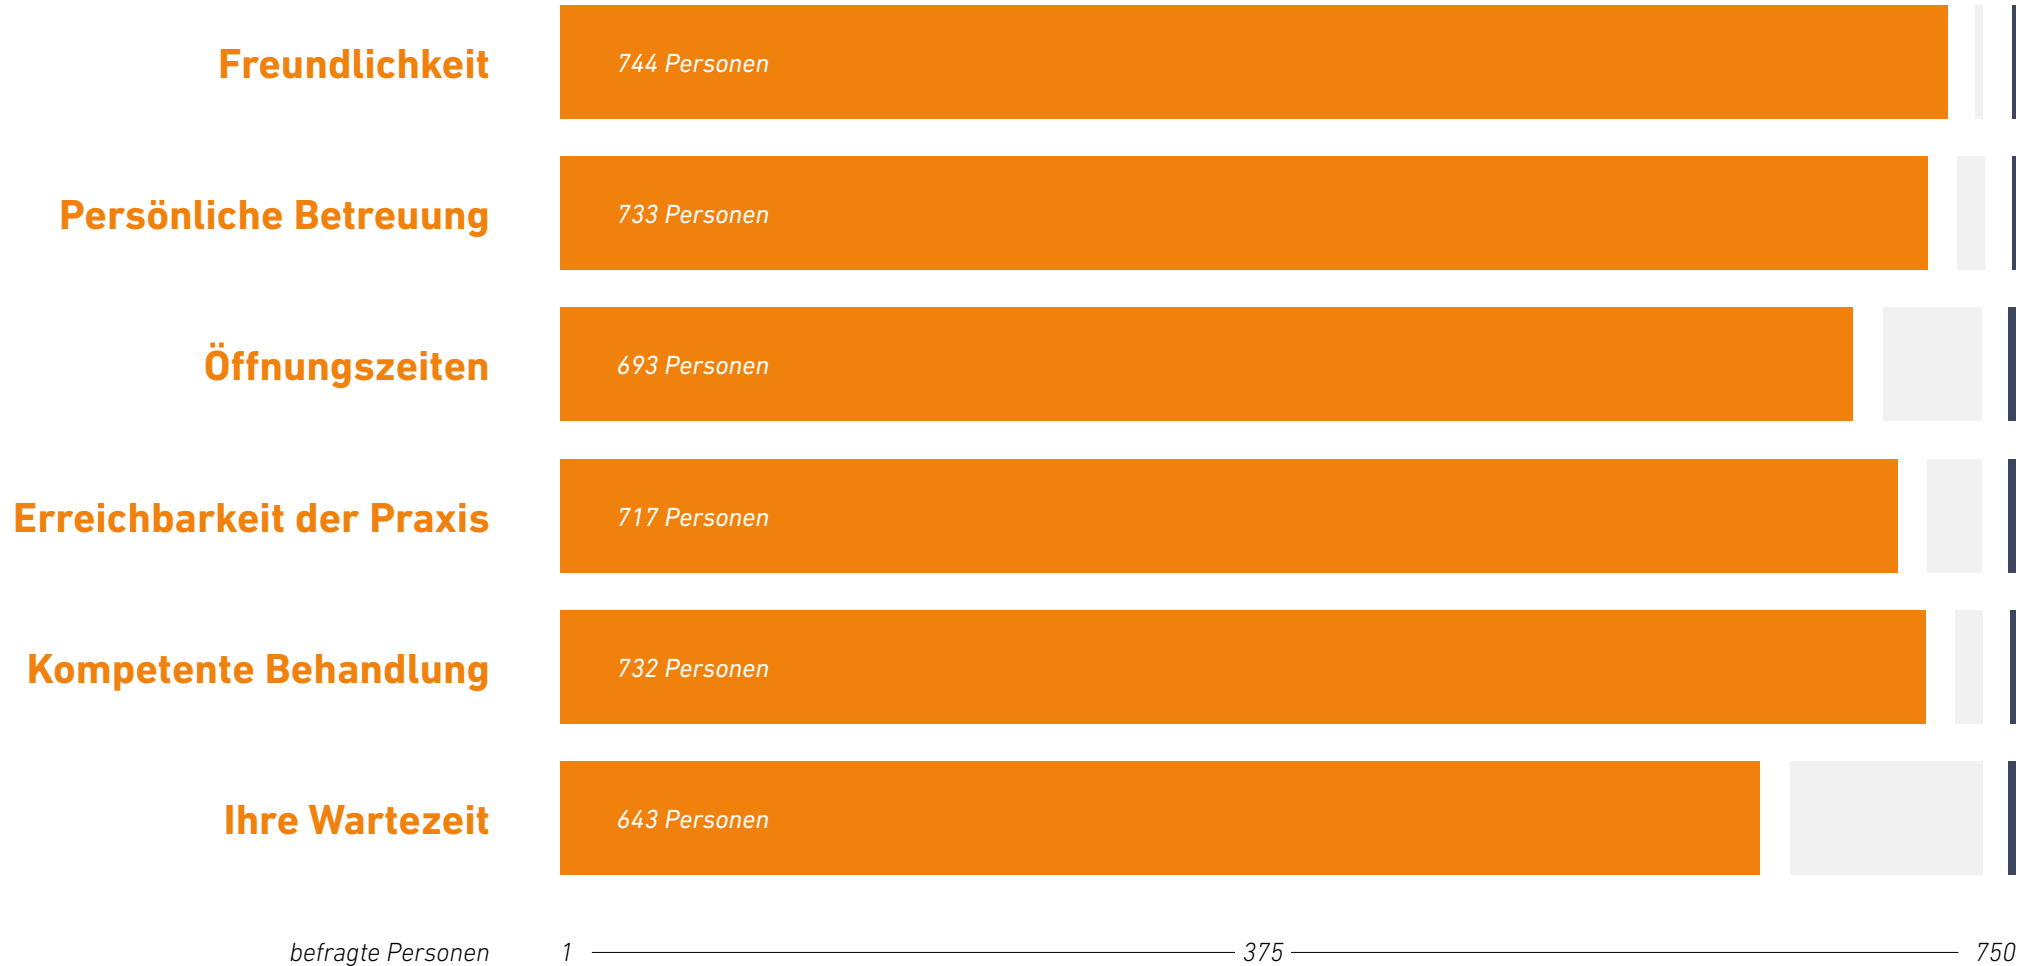 Freundlichkeit
744 Personen
Persönliche Betreuung
733 Personen
Öffnungszeiten
693 Personen
Erreichbarkeit der Praxis
717 Personen
Kompetente Behandlung
732 Personen
Ihre Wartezeit
643 Personen
befragte Personen 1 375 750